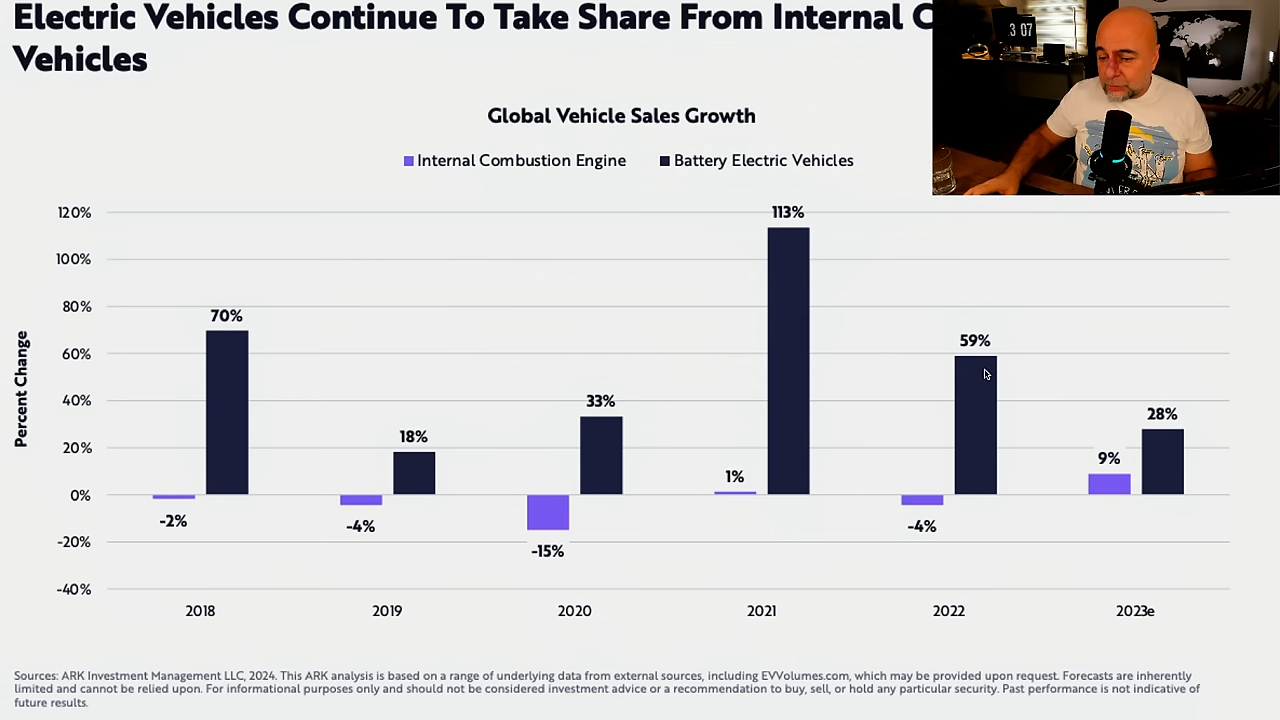 Electric Vehicles Continue To Take Share From Internal
Vehicles
3 07
Global Vehicle Sales Growth
Internal Combustion Engine
Battery Electric Vehicles
Percent Change
120%
100%
80%
60%
40%
20%
0%
-20%
-40%
-2%
70%
-4%
18%
-15%
33%
1%
113%
-4%
59%
9%
28%
2018
2019
2020
2021
2022
2023e
Sources: ARK Investment Management LLC, 2024. This ARK analysis is based on a range of underlying data from external sources, including EVVolumes.com, which may be provided upon request. Forecasts are inherently
limited and cannot be relied upon. For informational purposes only and should not be considered investment advice or a recommendation to buy, sell, or hold any particular security. Past performance is not indicative of
future results.